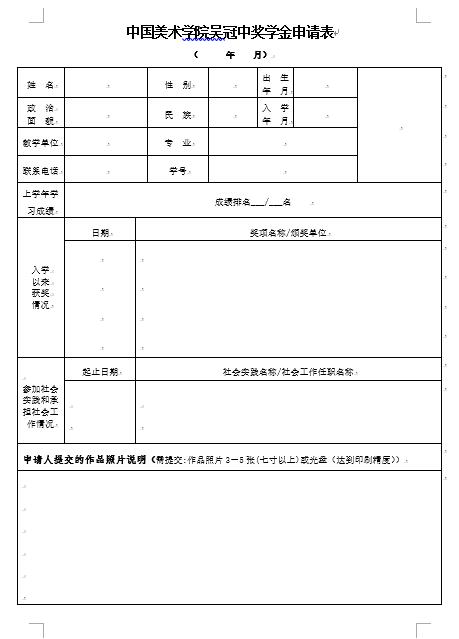 中国美术学院吴冠中奖学金申请表
（ 年 月）
姓 名 性 别 出 生
年 月
政 治
面 貌 民 族 入 学
年 月
教学单位 专 业
联系电话 学号
上学年学
习成绩 成绩排名___/___名
日期 奖项名称/颁奖单位
入学
以来
获奖
情况
起止日期 社会实践名称/社会工作任职名称
参加社会
实践和承
担社会工
作情况
申请人提交的作品照片说明（需提交:作品照片3—5张(七寸以上)或光盘（达到印刷精度））